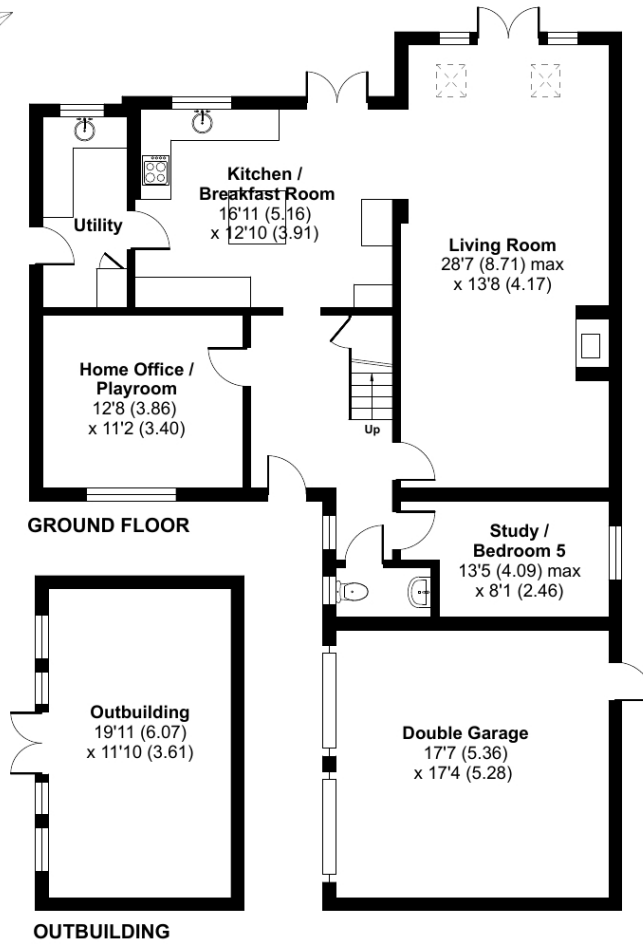 Kitchen /
Breakfast Room
16'11 (5.16)
x 12'10 (3.91)
Utility
Living Room
28'7 (8.71) max
x 13'8 (4.17)
Home Office /
Playroom
12'8 (3.86)
x 11'2 (3.40)
Up
GROUND FLOOR
Study /
Bedroom 5
13'5 (4.09) max
x 8'1 (2.46)
Outbuilding
19'11 (6.07)
x 11'10 (3.61)
Double Garage
17'7 (5.36)
x 17'4 (5.28)
OUTBUILDING